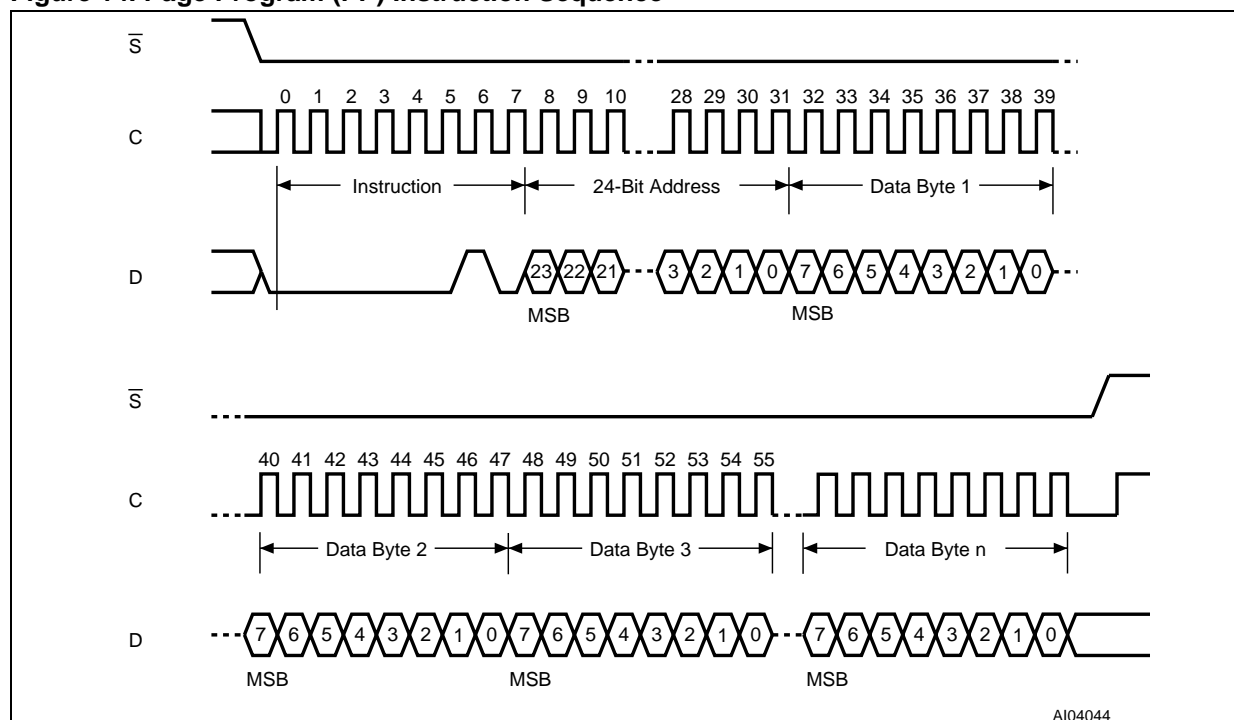 Figure Page Program (PP) Instruction Sequence
S
0 1 2 3 4 5 6 7 8 9 10 28 29 30 31 32 33 34 35 36 37 38 39
C
Instruction 24-Bit Address Data Byte 1
D 23 22 21 3 2 1 0 7 6 5 4 3 2 1 0
MSB MSB
S
40 41 42 43 44 45 46 47 48 49 50 51 52 53 54 55
C
Data Byte 2 Data Byte 3 Data Byte n
D 7 6 5 4 3 2 1 0 7 6 5 4 3 2 1 0 7 6 5 4 3 2 1 0
MSB MSB MSB
AI04044